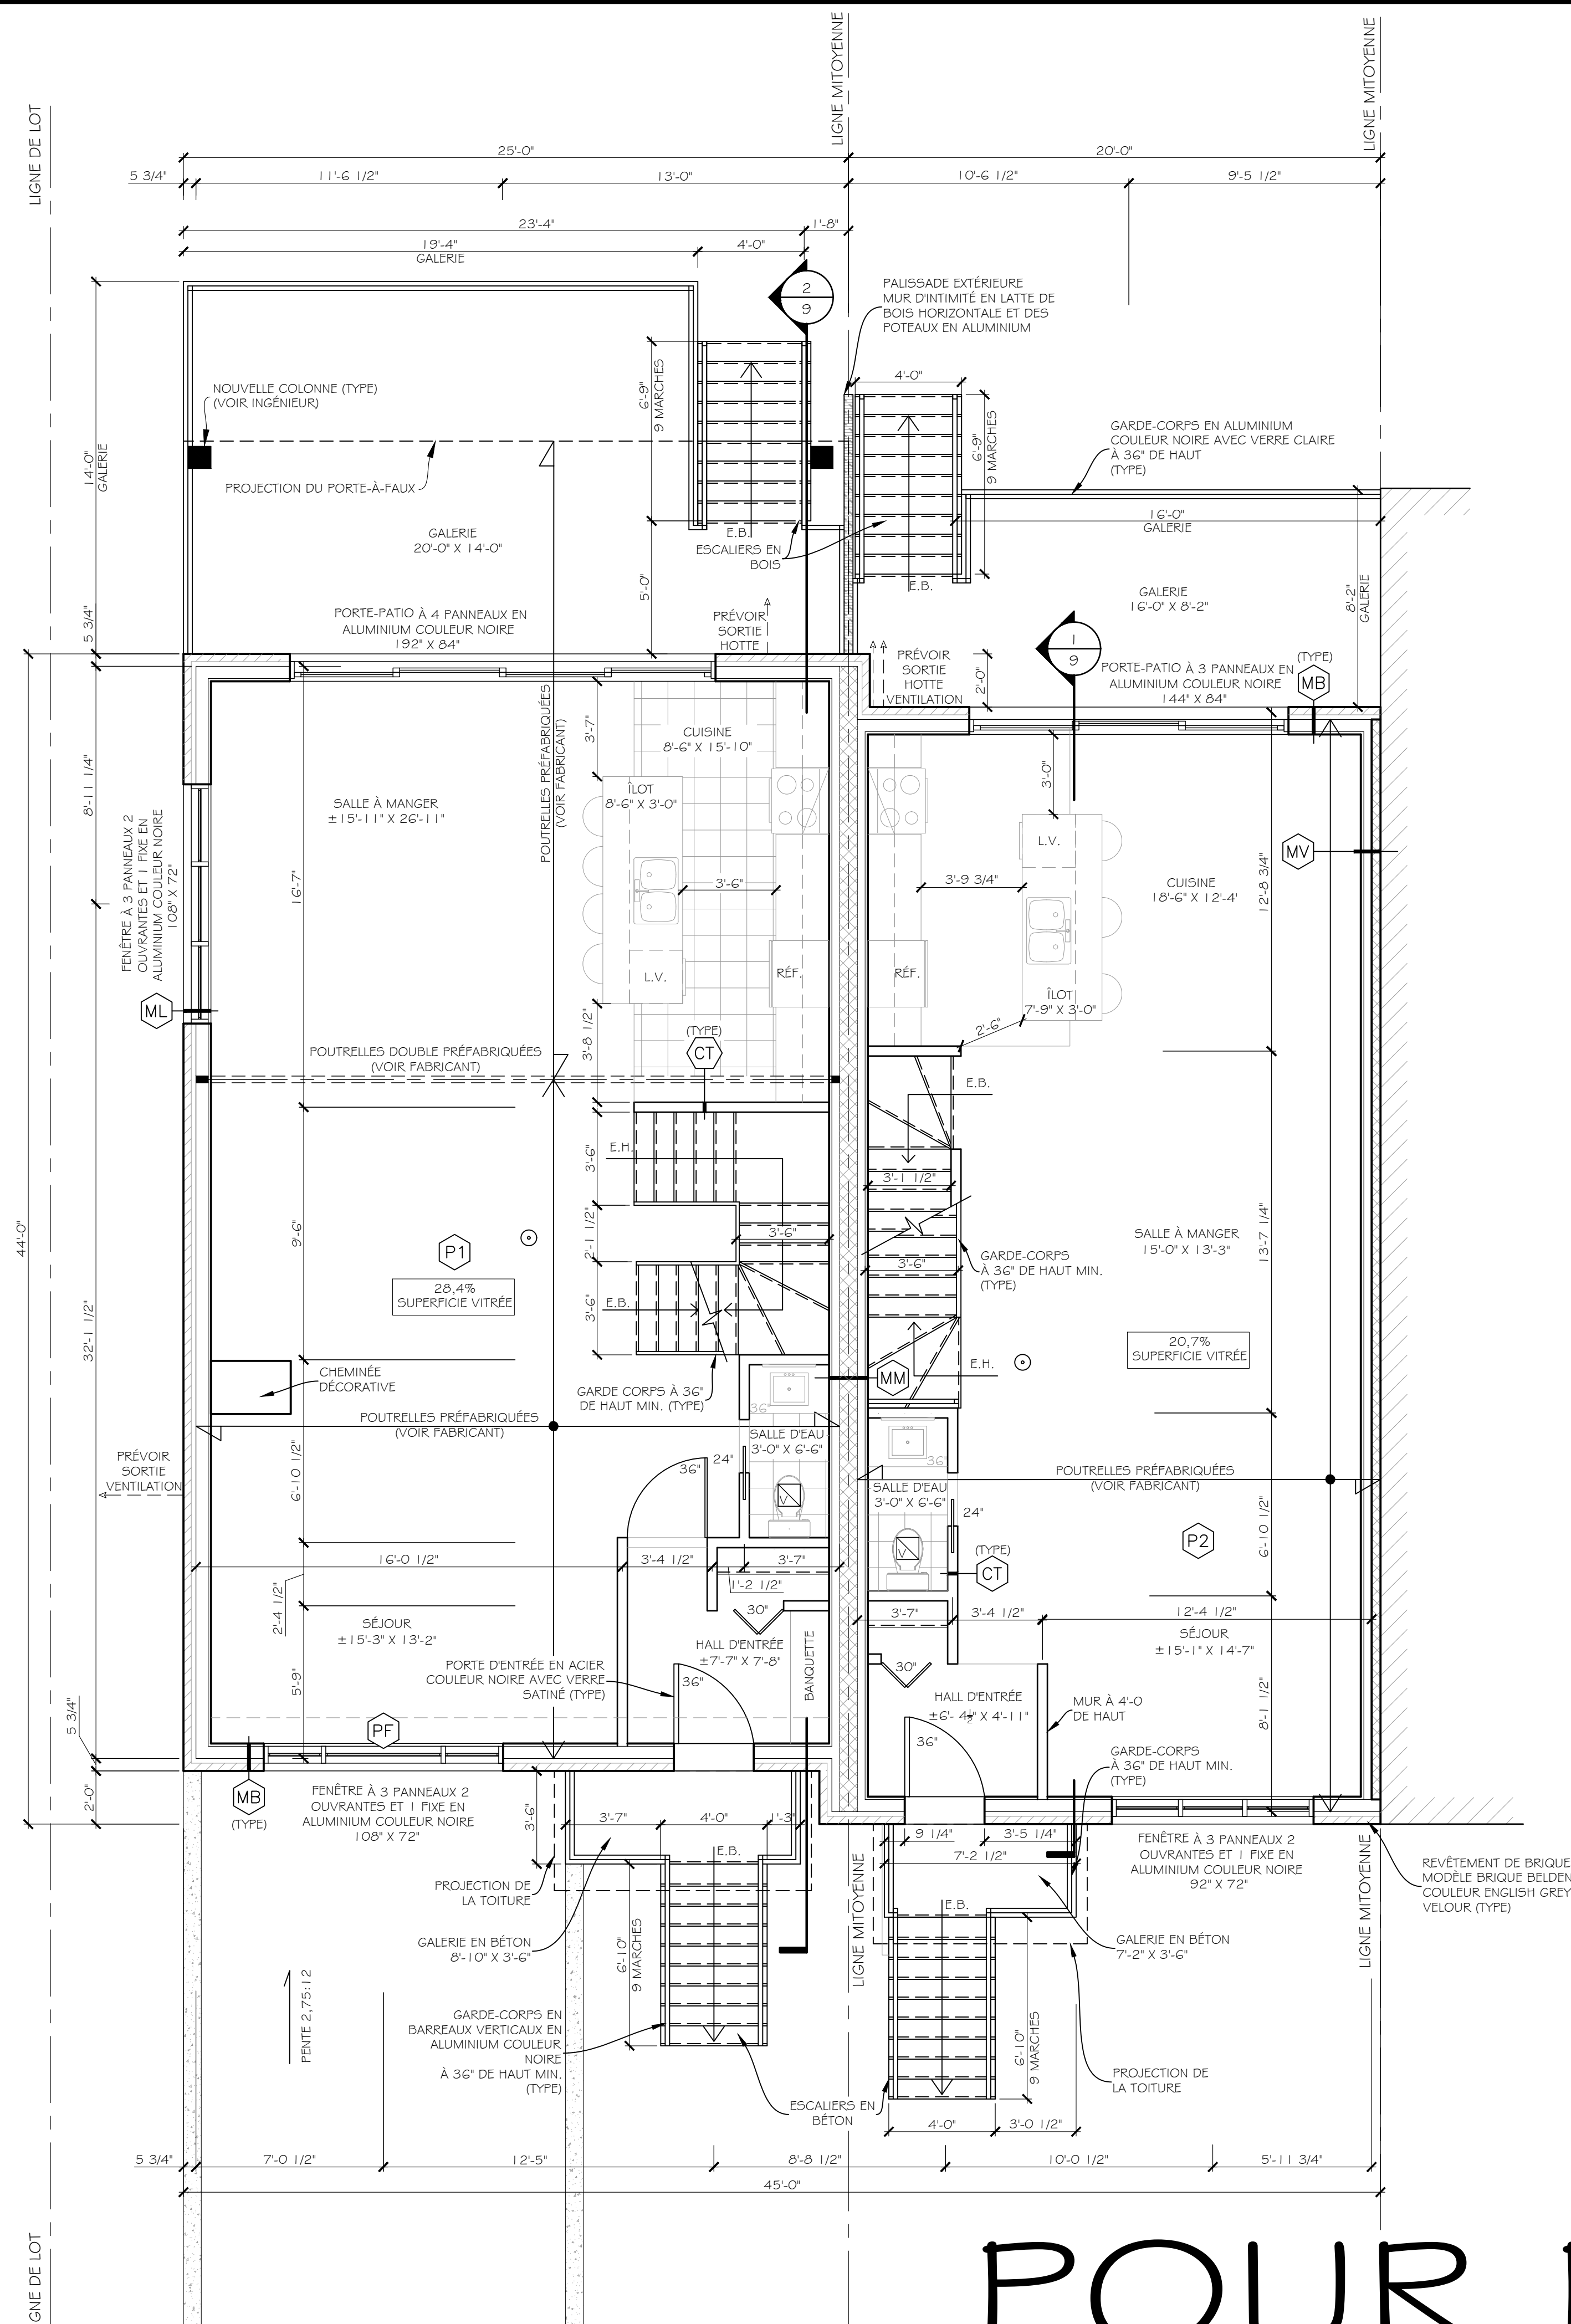 LIGNE DE LOT
LIGNE MITOYENNE
LIGNE MITOYENNE
25'-0"
20'-0"
5 3/4"
11'-6 1/2"
13'-0"
10'-6 1/2"
9'-5 1/2"
23'-4"
1'-8"
19'-4"
GALERIE
4'-0"
2
9
PALISSADE EXTÉRIEURE
MUR D'INTIMITÉ EN LATTE DE
BOIS HORIZONTALE ET DES
POTEAUX EN ALUMINIUM
NOUVELLE COLONNE (TYPE)
(VOIR INGÉNIEUR)
6'-9"
9 MARCHES
4'-0"
6'-9"
9 MARCHES
GARDE-CORPS EN ALUMINIUM
COULEUR NOIRE AVEC VERRE CLAIRE
À 36" DE HAUT
(TYPE)
14'-0"
GALERIE
PROJECTION DU PORTE-À-FAUX
GALERIE
20'-0" X 14'-0"
E.B.
ESCALIERS EN
BOIS
16'-0"
GALERIE
E.B.
GALERIE
16'-0" X 8'-2"
8'-2"
GALERIE
5'-0"
5 3/4"
PORTE-PATIO À 4 PANNEAUX EN
ALUMINIUM COULEUR NOIRE
192" X 84"
PRÉVOIR
SORTIE
HOTTE
PRÉVOIR
SORTIE
HOTTE
VENTILATION
2'-0"
1
9
PORTE-PATIO À 3 PANNEAUX EN
ALUMINIUM COULEUR NOIRE
144" X 84"
(TYPE)
MB
3'-7"
CUISINE
8'-6" X 15'-10"
POUTRELLES PRÉFABRIQUÉES
(VOIR FABRICANT)
8'-11 1/4"
SALLE À MANGER
±15'-11" X 26'-11"
ÎLOT
8'-6" X 3'-0"
3'-0"
L.V.
MV
FENÊTRE À 3 PANNEAUX 2
OUVRANTES ET 1 FIXE EN
ALUMINIUM COULEUR NOIRE
108" X 72"
16'-7"
3'-6"
3'-9 3/4"
CUISINE
18'-6" X 12'-4'
12'-8 3/4"
L.V.
RÉF.
RÉF.
ÎLOT
7'-9" X 3'-0"
ML
3'-8 1/2"
(TYPE)
CT
2'-6"
POUTRELLES DOUBLE PRÉFABRIQUÉES
(VOIR FABRICANT)
E.B.
E.H.
3'-6"
3'-1 1/2"
44'-0"
9'-6"
P1
2'-1 1/2"
3'-6"
3'-6"
GARDE-CORPS
À 36" DE HAUT MIN.
(TYPE)
SALLE À MANGER
15'-0" X 13'-3"
13'-7 1/4"
28,4%
SUPERFICIE VITRÉE
E.B.
3'-6"
32'-1 1/2"
20,7%
SUPERFICIE VITRÉE
CHEMINÉE
DÉCORATIVE
GARDE CORPS À 36"
DE HAUT MIN. (TYPE)
MM
E.H.
36"
POUTRELLES PRÉFABRIQUÉES
(VOIR FABRICANT)
SALLE D'EAU
3'-0" X 6'-6"
24"
36"
36"
PRÉVOIR
SORTIE
VENTILATION
6'-10 1/2"
V
SALLE D'EAU
3'-0" X 6'-6"
24"
POUTRELLES PRÉFABRIQUÉES
(VOIR FABRICANT)
V
P2
6'-10 1/2"
16'-0 1/2"
3'-4 1/2"
3'-7"
1'-2 1/2"
(TYPE)
CT
2'-4 1/2"
30"
3'-7"
3'-4 1/2"
12'-4 1/2"
SÉJOUR
±15'-3" X 13'-2"
SÉJOUR
±15'-1" X 14'-7"
HALL D'ENTRÉE
±7'-7" X 7'-8"
BANQUETTE
30"
5'-9"
PORTE D'ENTRÉE EN ACIER
COULEUR NOIRE AVEC VERRE
SATINÉ (TYPE)
36"
HALL D'ENTRÉE
±6'- 4 1/2" X 4'-11"
MUR À 4'-0
DE HAUT
8'-1 1/2"
5 3/4"
PF
36"
GARDE-CORPS
À 36" DE HAUT MIN.
(TYPE)
2'-0"
MB
(TYPE)
FENÊTRE À 3 PANNEAUX 2
OUVRANTES ET 1 FIXE EN
ALUMINIUM COULEUR NOIRE
108" X 72"
3'-6"
3'-7"
4'-0"
1'-3"
E.B.
9 1/4"
3'-5 1/4"
7'-2 1/2"
FENÊTRE À 3 PANNEAUX 2
OUVRANTES ET 1 FIXE EN
ALUMINIUM COULEUR NOIRE
92" X 72"
REVÊTEMENT DE BRIQUE
MODÈLE BRIQUE BELDEN
COULEUR ENGLISH GREY
VELOUR (TYPE)
PROJECTION DE
LA TOITURE
LIGNE MITOYENNE
E.B.
LIGNE MITOYENNE
GALERIE EN BÉTON
8'-10" X 3'-6"
6'-10"
9 MARCHES
GALERIE EN BÉTON
7'-2" X 3'-6"
PENTE 2,75:12
GARDE-CORPS EN
BARREAUX VERTICAUX EN
ALUMINIUM COULEUR
NOIRE
À 36" DE HAUT MIN.
(TYPE)
6'-10"
9 MARCHES
PROJECTION DE
LA TOITURE
ESCALIERS EN
BÉTON
4'-0"
3'-0 1/2"
5 3/4"
7'-0 1/2"
12'-5"
8'-8 1/2"
10'-0 1/2"
5'-11 3/4"
45'-0"
GNE DE LOT
POUR